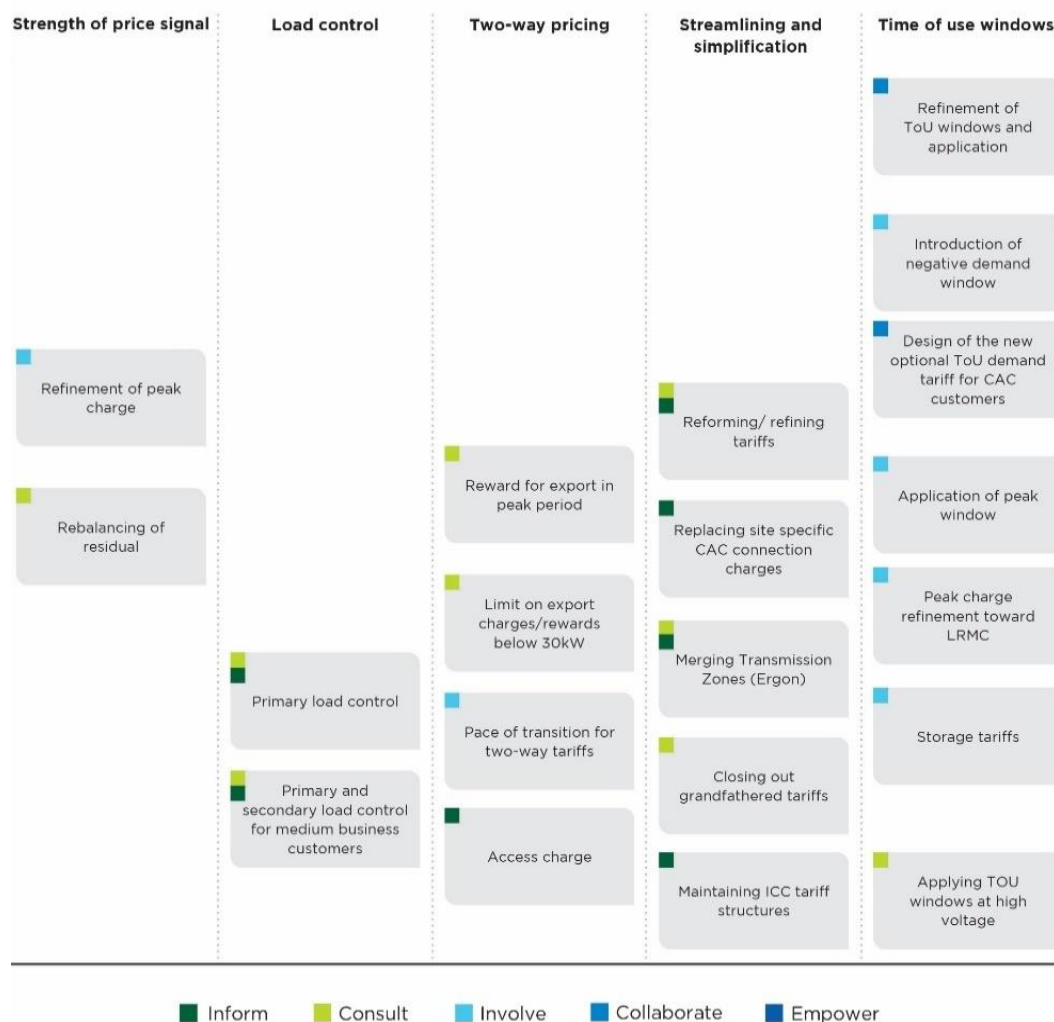 Strength of price signal
Refinement of peak
charge
Rebalancing of
residual
Load control
Primary load control
Primary and
secondary load control
for medium business
customers
Two-way pricing
Reward for export in
peak period
Limit on export
charges/rewards
below 30kW
Pace of transition for
two-way tariffs
Access charge
Streamlining and
simplification
Reforming/ refining
tariffs
Replacing site specific
CAC connection
charges
Merging Transmission
Zones (Ergon)
Closing out
grandfathered tariffs
Maintaining ICC tariff
structures
Time of use windows
Refinement of
ToU windows and
application
Introduction of
negative demand
window
Design of the new
optional ToU demand
tariff for CAC
customers
Application of peak
window
Peak charge
refinement toward
LRMC
Storage tariffs
Applying TOU
windows at high
voltage
Inform
Consult
Involve
Collaborate
Empower